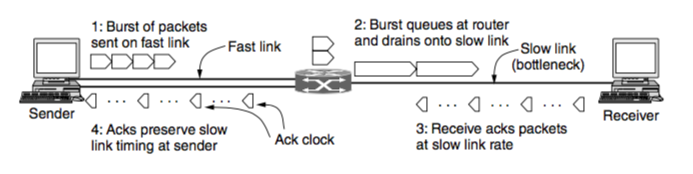 1: Burst of packets
sent on fast link
Fast link
2: Burst queues at router
and drains onto slow link
Slow link
(bottleneck)
Sender
4: Acks preserve slow
link timing at sender
Ack clock
3: Receive acks packets
at slow link rate
Receiver